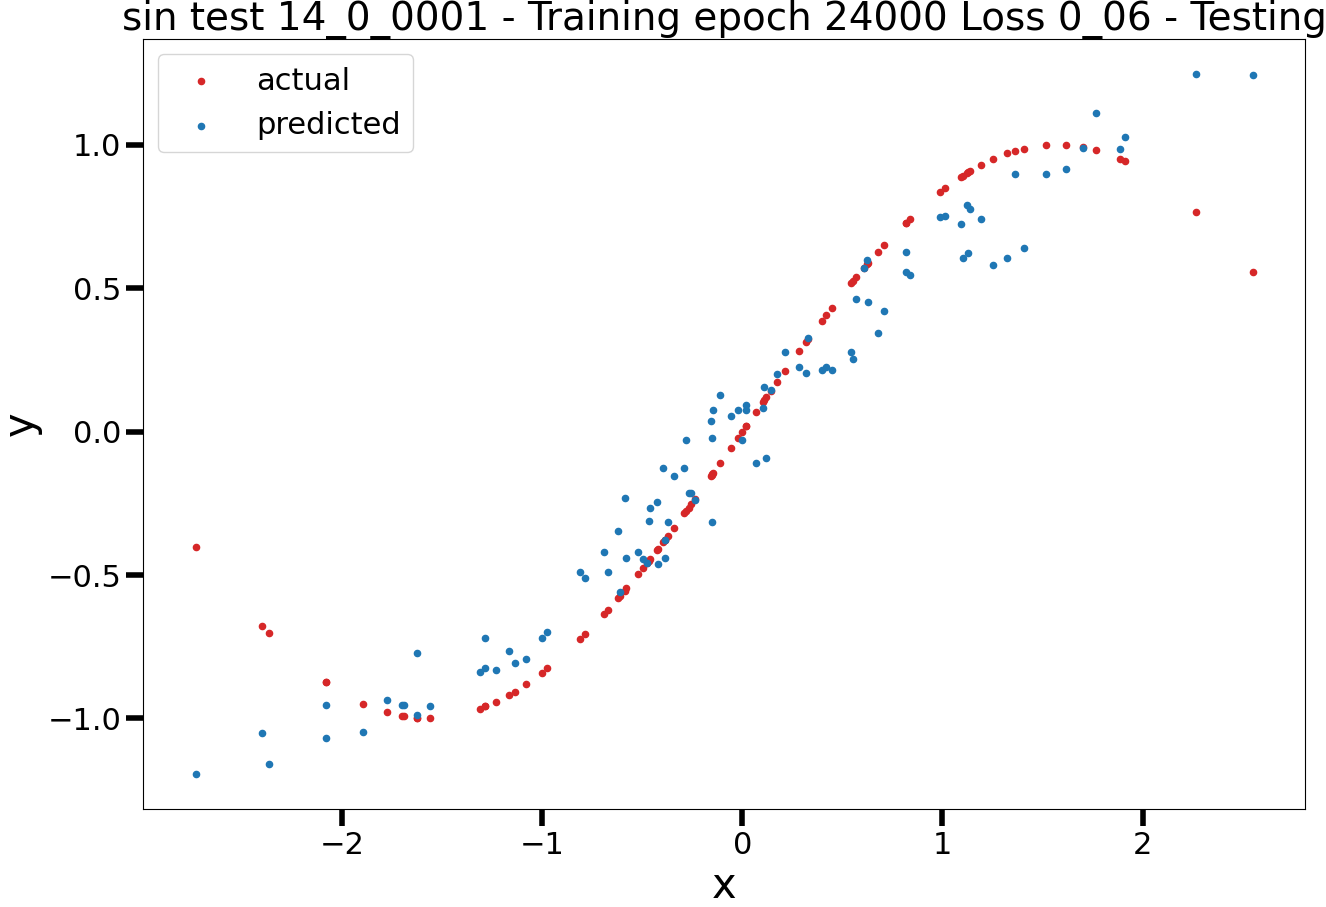 sin test 14_0_0001 - Training epoch 24000 Loss 0_06 - Testing
actual
predicted
1.0
0.5
0.0
−0.5
−1.0
y
−2
−1
0
1
2
x